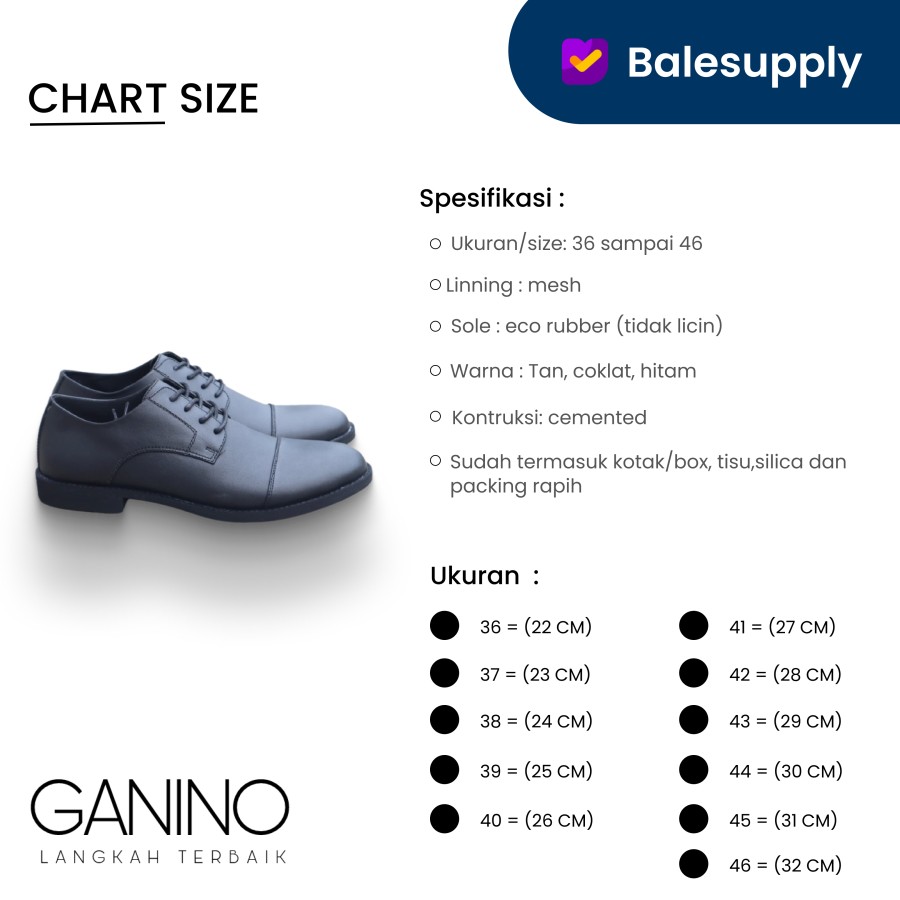 Balesupply
CHART SIZE
Spesifikasi :
Ukuran/size: 36 sampai 46
Linning : mesh
Sole : eco rubber (tidak licin)
Warna : Tan, coklat, hitam
Kontruksi: cemented
Sudah termasuk kotak/box, tisu,silica dan
packing rapih
Ukuran :
36 = (22 CM)
37 = (23 CM)
38 = (24 CM)
39 = (25 CM)
40 = (26 CM)
41 = (27 CM)
42 = (28 CM)
43 = (29 CM)
44 = (30 CM)
45 = (31 CM)
46 = (32 CM)
GANINO
LANGKAH TERBAIK